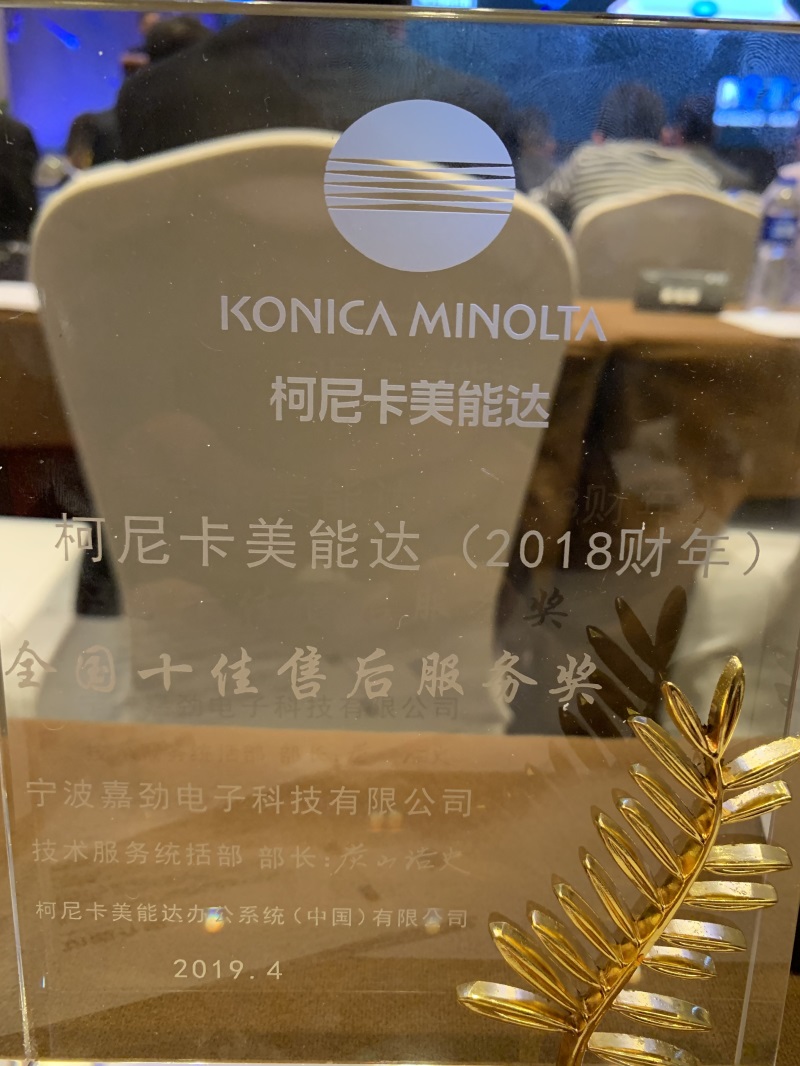 KONICA MINOLTA
柯尼卡美能达
柯尼卡美能达（2018财年）
全国十佳售后服务奖
宁波嘉劲电子科技有限公司
技术服务统括部 部长：
柯尼卡美能达办公系统（中国）有限公司
2019.4